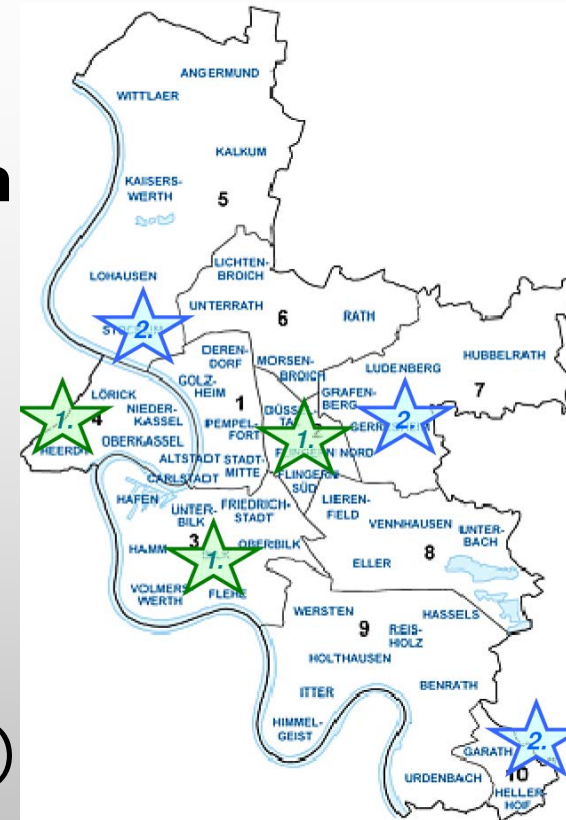 ANGERMUND
WITTLAER
KALKUM
KAISERS-
WERTH
5
LICHTEN-
BROICH
LOHAUSEN
UNTERRATH
6
RATH
2.
DEREN-
DORF
MÖRSEN-
BROICH
HUBBELRATH
LUDENBERG
7
GOLZ-
HEIM
GRAFEN-
BERG
LÖRICK
1
1.
4
NIEDER-
KASSEL
PEMPEL-
FORT
1.
2.
HEERDT
OBERKASSEL
FLINGERN NORD
ALTSTADT
STADT-
MITTE
CARLSTADT
FLINGERN
SÜD
HAFEN
UNTER-
BILK
FRIEDRICH-
STADT
LIEREN-
FELD
VENNHAUSEN
UNTER-
BACH
3
HAMM
OBERBILK
8
1.
ELLER
VOLMERS
WERTH
FLEHE
WERSTEN
HASSELS
9
REIS-
HOLZ
HOLTHAUSEN
BENRATH
ITTER
HIMMEL-
GEIST
2.
GARATH
10
URDENBACH
HELLER-
HOF
)